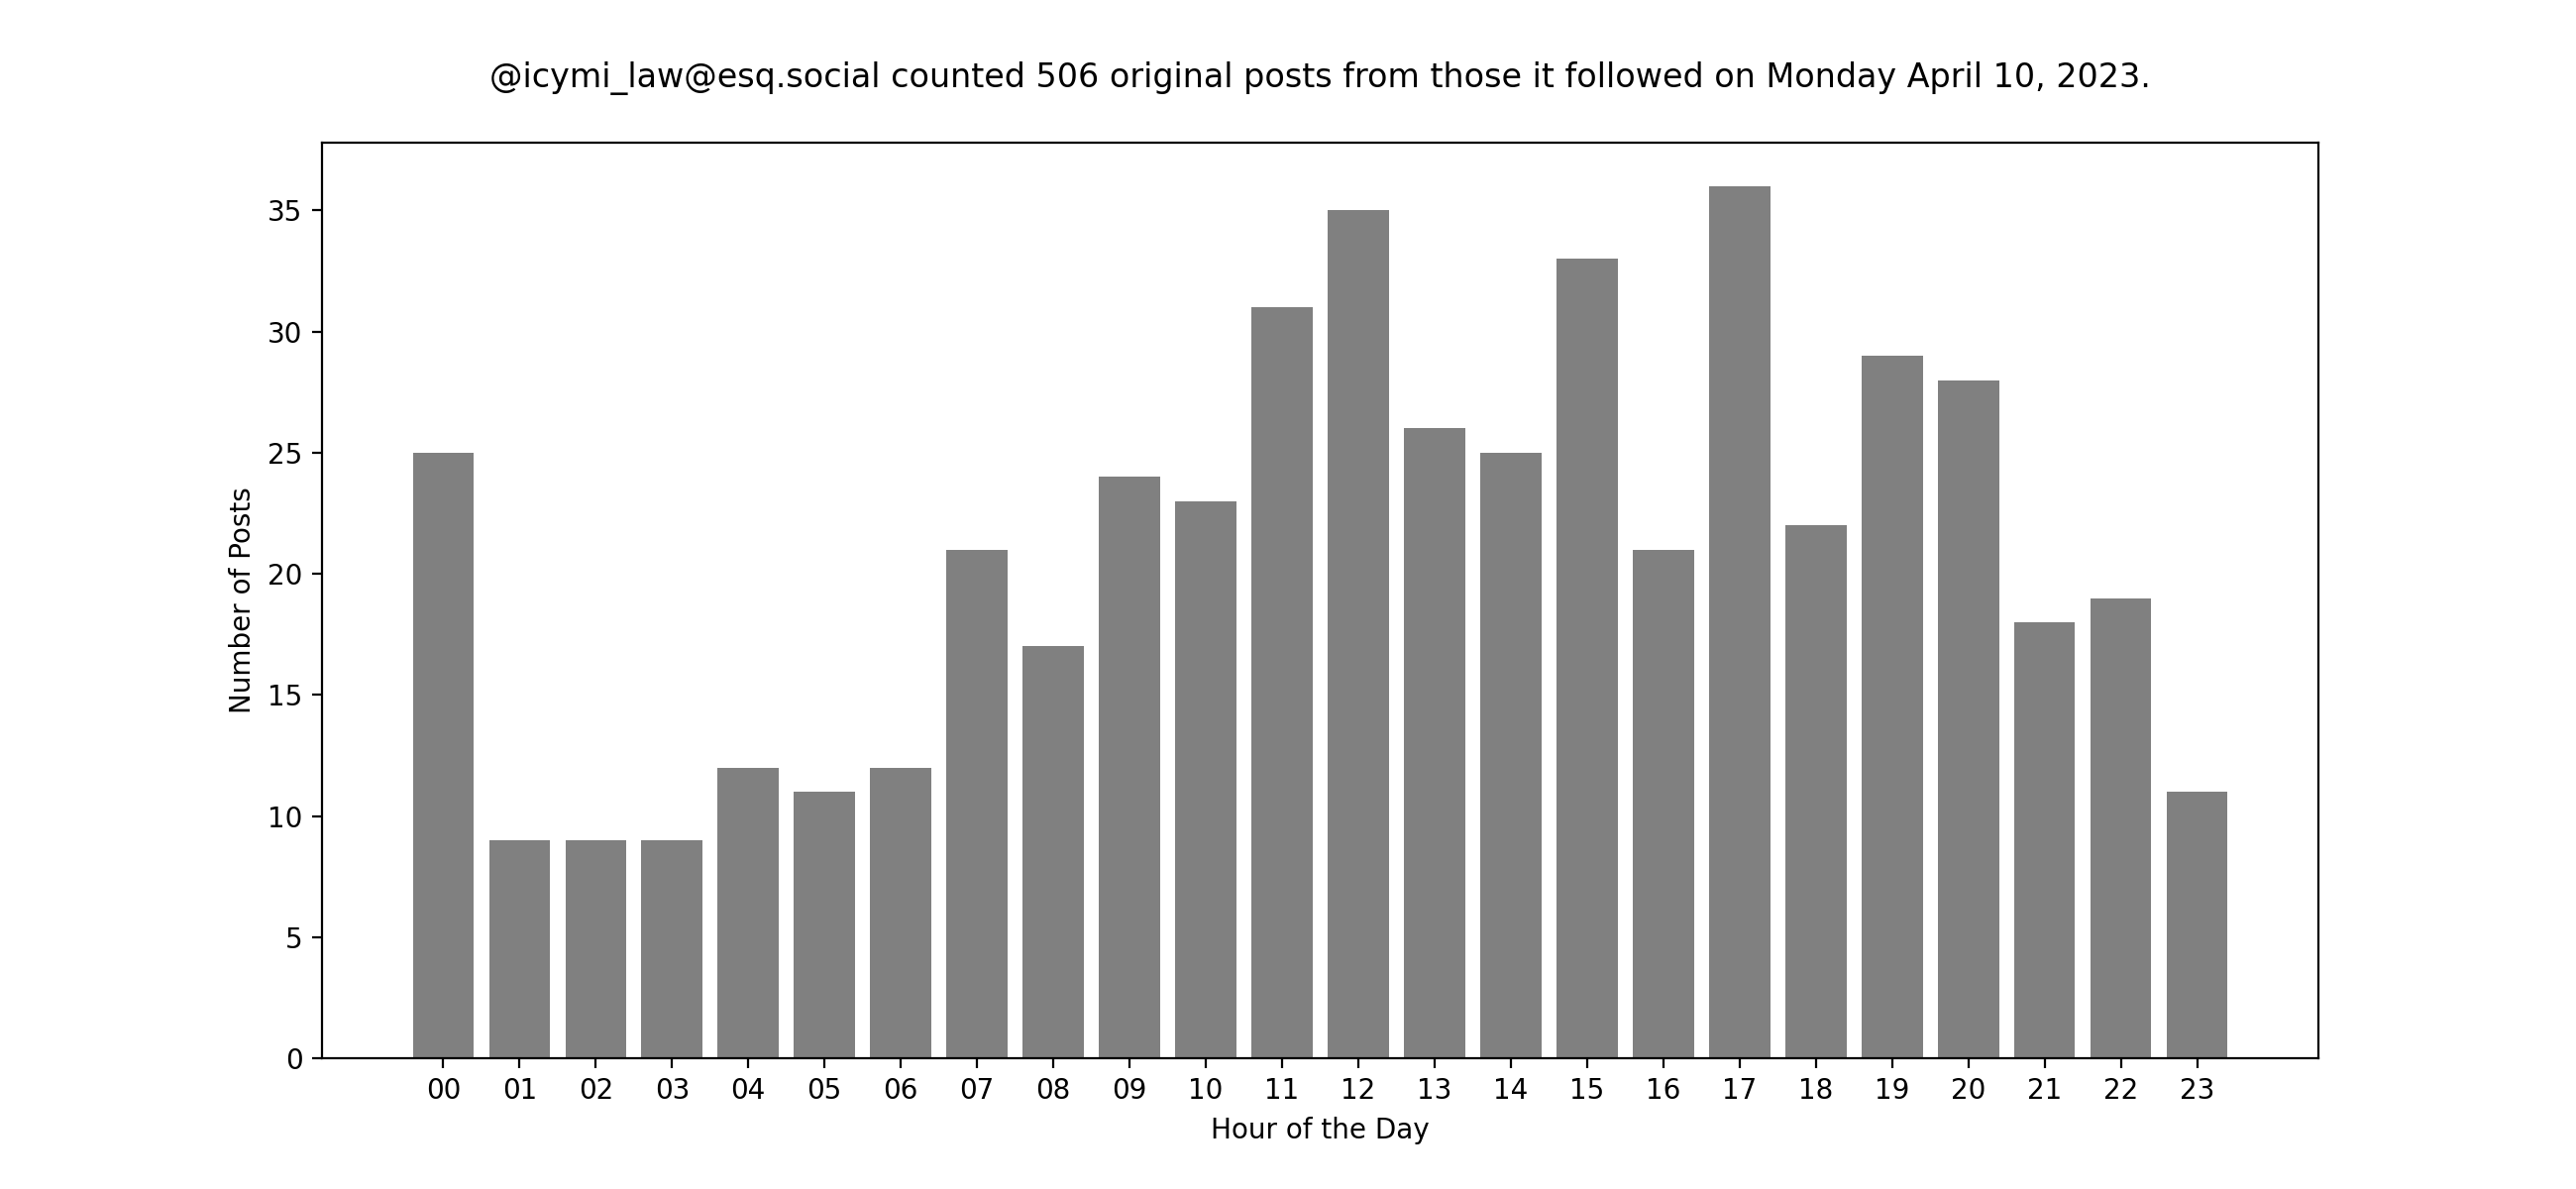 @icymi_law@esq.social counted 506 original posts from those it followed on Monday April 10, 2023.
35
30
25
20
15
10
5
0
Number of Posts
00 01 02 03 04 05 06 07 08 09 10 11 12 13 14 15 16 17 18 19 20 21 22 23
Hour of the Day